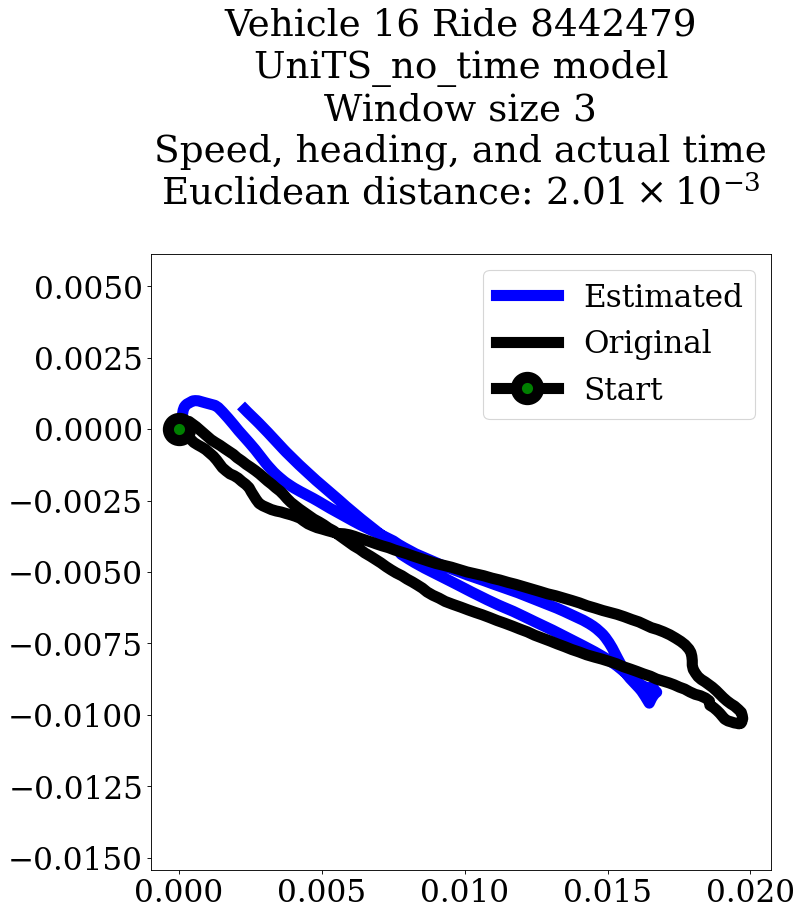 Vehicle 16 Ride 8442479
UniTS_no_time model
Window size 3
Speed, heading, and actual time
Euclidean distance: 2.01 × 10⁻³
Estimated
Original
Start
0.0050
0.0025
0.0000
−0.0025
−0.0050
−0.0075
−0.0100
−0.0125
−0.0150
0.000 0.005 0.010 0.015 0.020